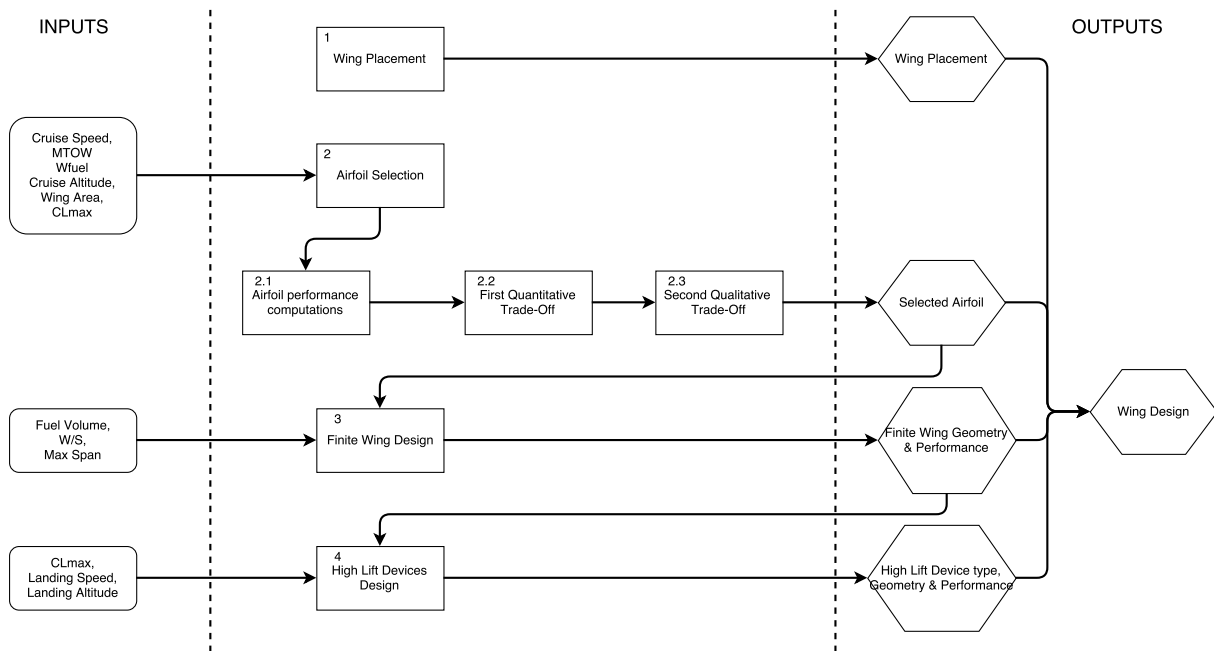 INPUTS
OUTPUTS
1
Wing Placement
Wing Placement
Cruise Speed,
MTOW
Wfuel
Cruise Altitude,
Wing Area,
CLmax
2
Airfoil Selection
2.1
Airfoil performance
computations
2.2
First Quantitative
Trade-Off
2.3
Second Qualitative
Trade-Off
Selected Airfoil
Fuel Volume,
W/S,
Max Span
3
Finite Wing Design
Finite Wing Geometry
& Performance
Wing Design
CLmax,
Landing Speed,
Landing Altitude
4
High Lift Devices
Design
High Lift Device type,
Geometry & Performance